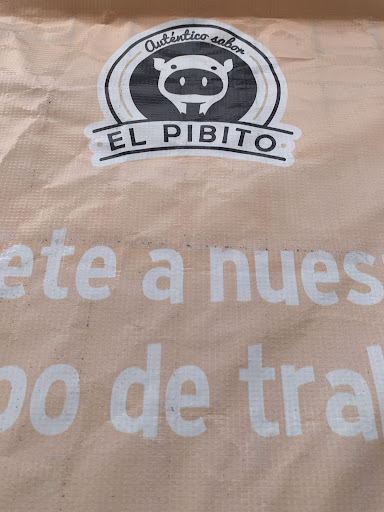 Auténtico sabor
· EL PIBITO ·
ete a nues
po de tra